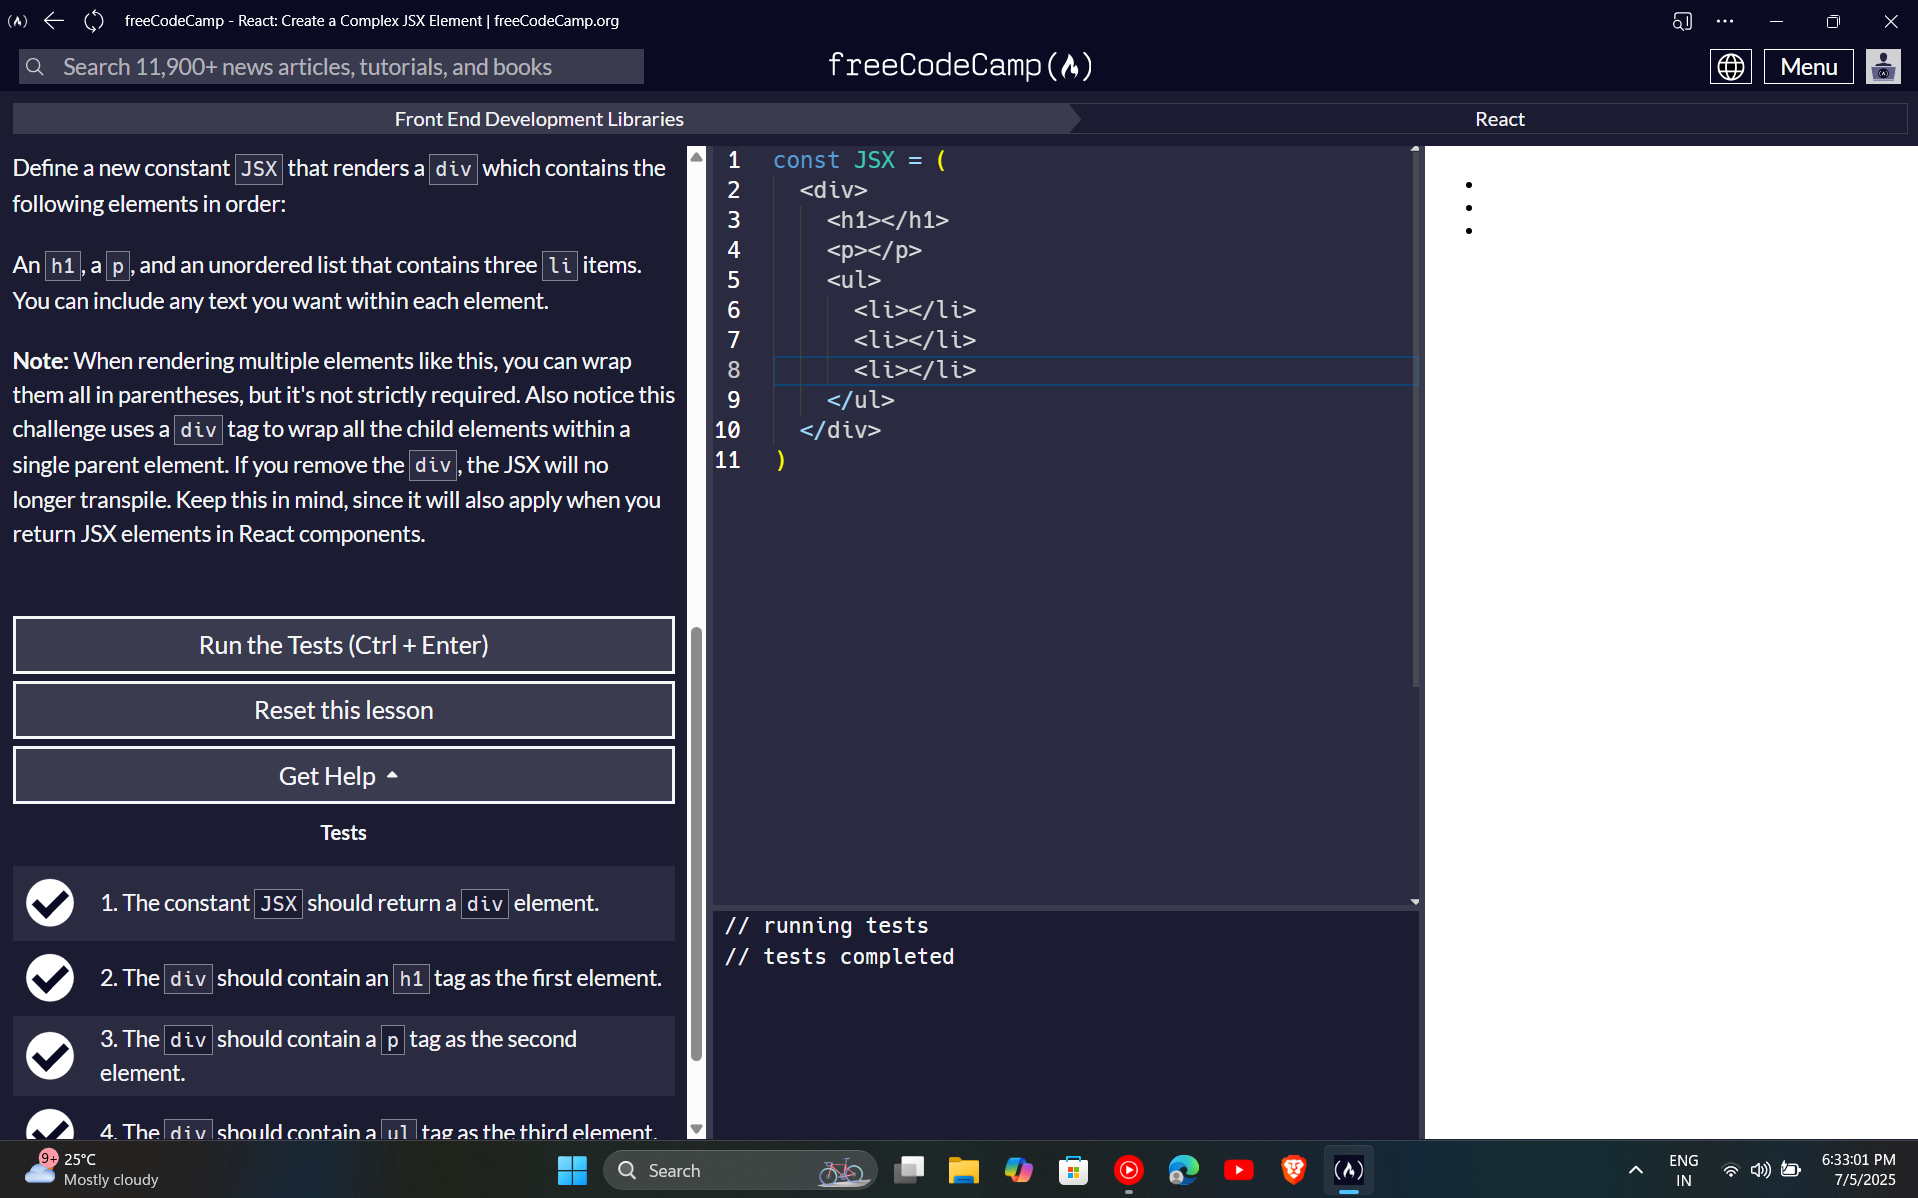 freeCodeCamp - React: Create a Complex JSX Element | freeCodeCamp.org
Search 11,900+ news articles, tutorials, and books
freeCodeCamp
Menu
Front End Development Libraries
React
Define a new constant JSX that renders a div which contains the
following elements in order:
An h1, a p, and an unordered list that contains three li items.
You can include any text you want within each element.
Note: When rendering multiple elements like this, you can wrap
them all in parentheses, but it's not strictly required. Also notice this
challenge uses a div tag to wrap all the child elements within a
single parent element. If you remove the div, the JSX will no
longer transpile. Keep this in mind, since it will also apply when you
return JSX elements in React components.
Run the Tests (Ctrl + Enter)
Reset this lesson
Get Help
Tests
1. The constant JSX should return a div element.
2. The div should contain an h1 tag as the first element.
3. The div should contain a p tag as the second
element.
4. The div should contain a ul tag as the third element.
1 const JSX = (
2 <div>
3 <h1></h1>
4 <p></p>
5 <ul>
6 <li></li>
7 <li></li>
8 <li></li>
9 </ul>
10 </div>
11 )
// running tests
// tests completed
9+
25°C
Mostly cloudy
Search
ENG
IN
6:33:01 PM
7/5/2025